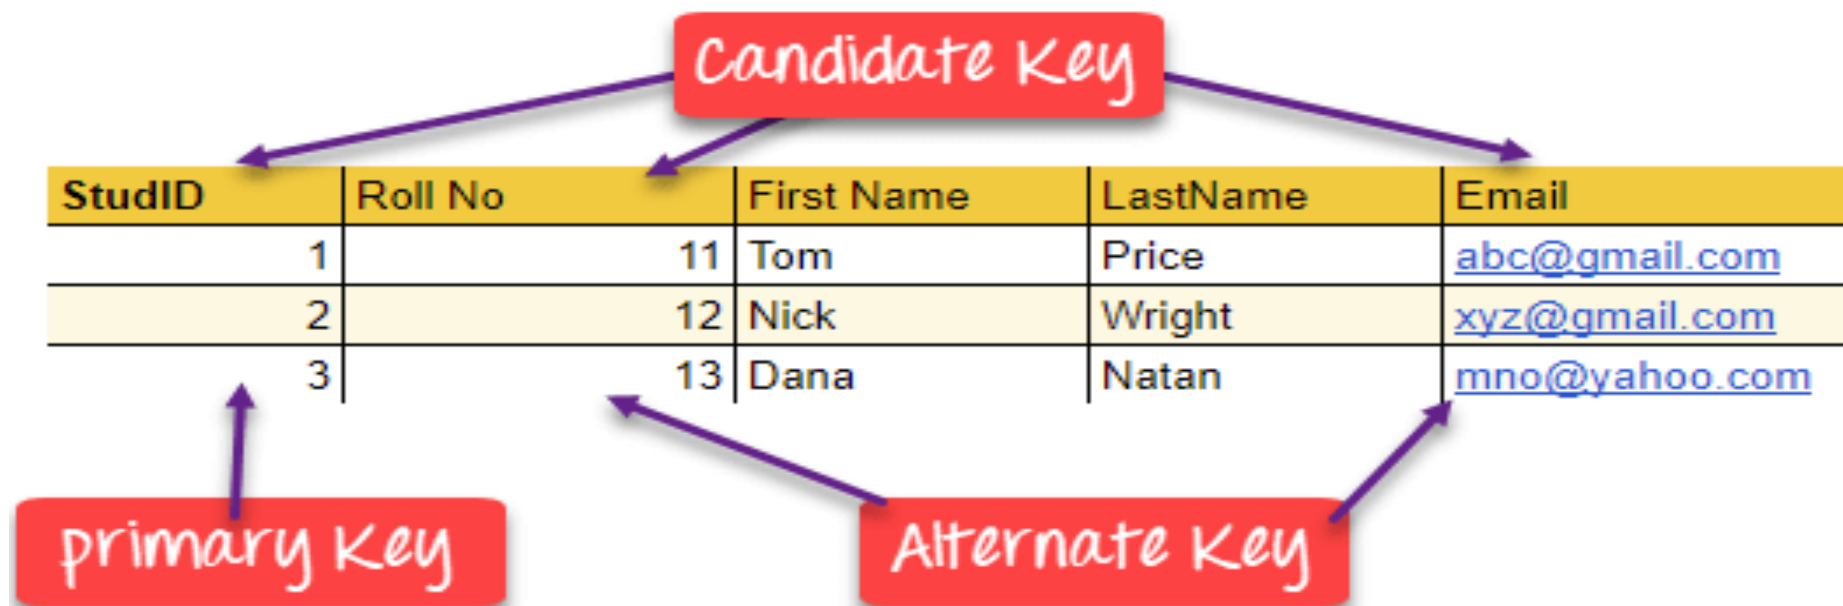 Candidate Key
StudID Roll No First Name LastName Email
1 11 Tom Price abc@gmail.com
2 12 Nick Wright xyz@gmail.com
3 13 Dana Natan mno@yahoo.com
primary Key Alternate Key